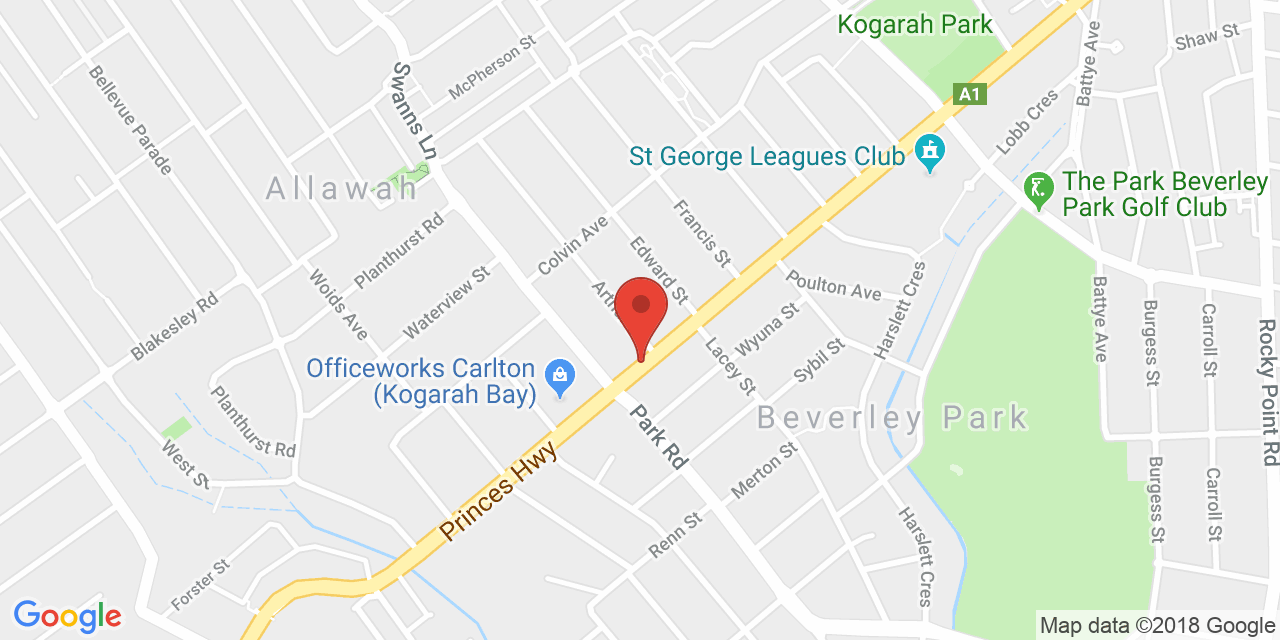 Kogarah Park
Shaw St
Battye Ave
A1
Lobb Cres
McPherson St
Swanns Ln
Bellevue Parade
St George Leagues Club
The Park Beverley
Park Golf Club
Allawah
Planthurst Rd
Colvin Ave
Francis St
Edward St
Poulton Ave
Harslett Cres
Battye Ave
Burgess St
Carroll St
Rocky Point Rd
Waterview St
Wolds Ave
Blakesley Rd
Wyuna St
Lacey St
Sybil St
Officeworks Carlton
(Kogarah Bay)
Planthurst Rd
West St
Park Rd
Beverley Park
Merton St
Princes Hwy
Renn St
Harslett Cres
Burgess St
Carroll St
Forster St
Google
Map data ©2018 Google